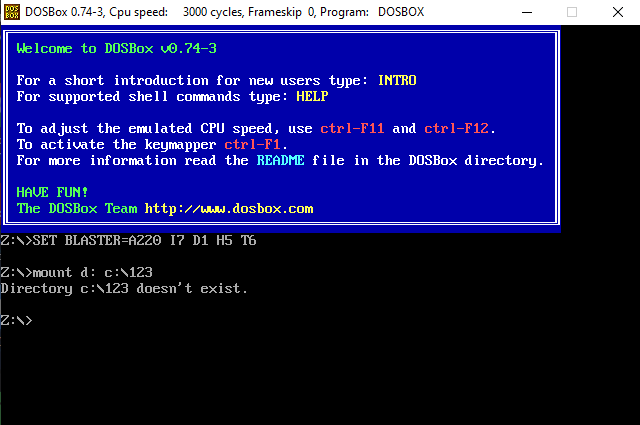 DOSBox 0.74-3, Cpu speed: 3000 cycles, Frameskip 0, Program: DOSBOX
Welcome to DOSBox v0.74-3
For a short introduction for new users type: INTRO
For supported shell commands type: HELP
To adjust the emulated CPU speed, use ctrl-F11 and ctrl-F12.
To activate the keymapper ctrl-F1.
For more information read the README file in the DOSBox directory.
HAVE FUN!
The DOSBox Team http://www.dosbox.com
Z:\>SET BLASTER=A220 I7 D1 H5 T6
Z:\>mount d: c:\123
Directory c:\123 doesn't exist.
Z:\>